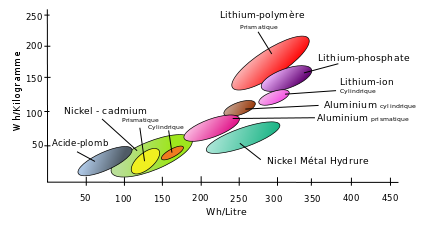 Lithium-polymère
Prismatique
Lithium-phosphate
Lithium-ion
Cylindrique
Aluminium cylindrique
Aluminium prismatique
Nickel - cadmium
Prismatique
Cylindrique
Acide-plomb
Nickel Métal Hydrure
Wh/Kilogramme
250
200
150
100
50
50 100 150 200 250 300 350 400 450
Wh/Litre